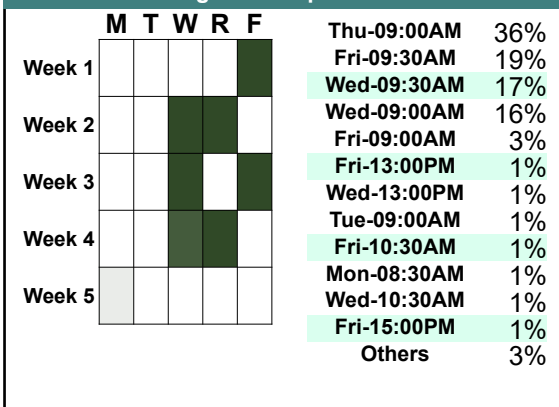 M T W R F
Week 1
Week 2
Week 3
Week 4
Week 5
Thu-09:00AM 36%
Fri-09:30AM 19%
Wed-09:30AM 17%
Wed-09:00AM 16%
Fri-09:00AM 3%
Fri-13:00PM 1%
Wed-13:00PM 1%
Tue-09:00AM 1%
Fri-10:30AM 1%
Mon-08:30AM 1%
Wed-10:30AM 1%
Fri-15:00PM 1%
Others 3%